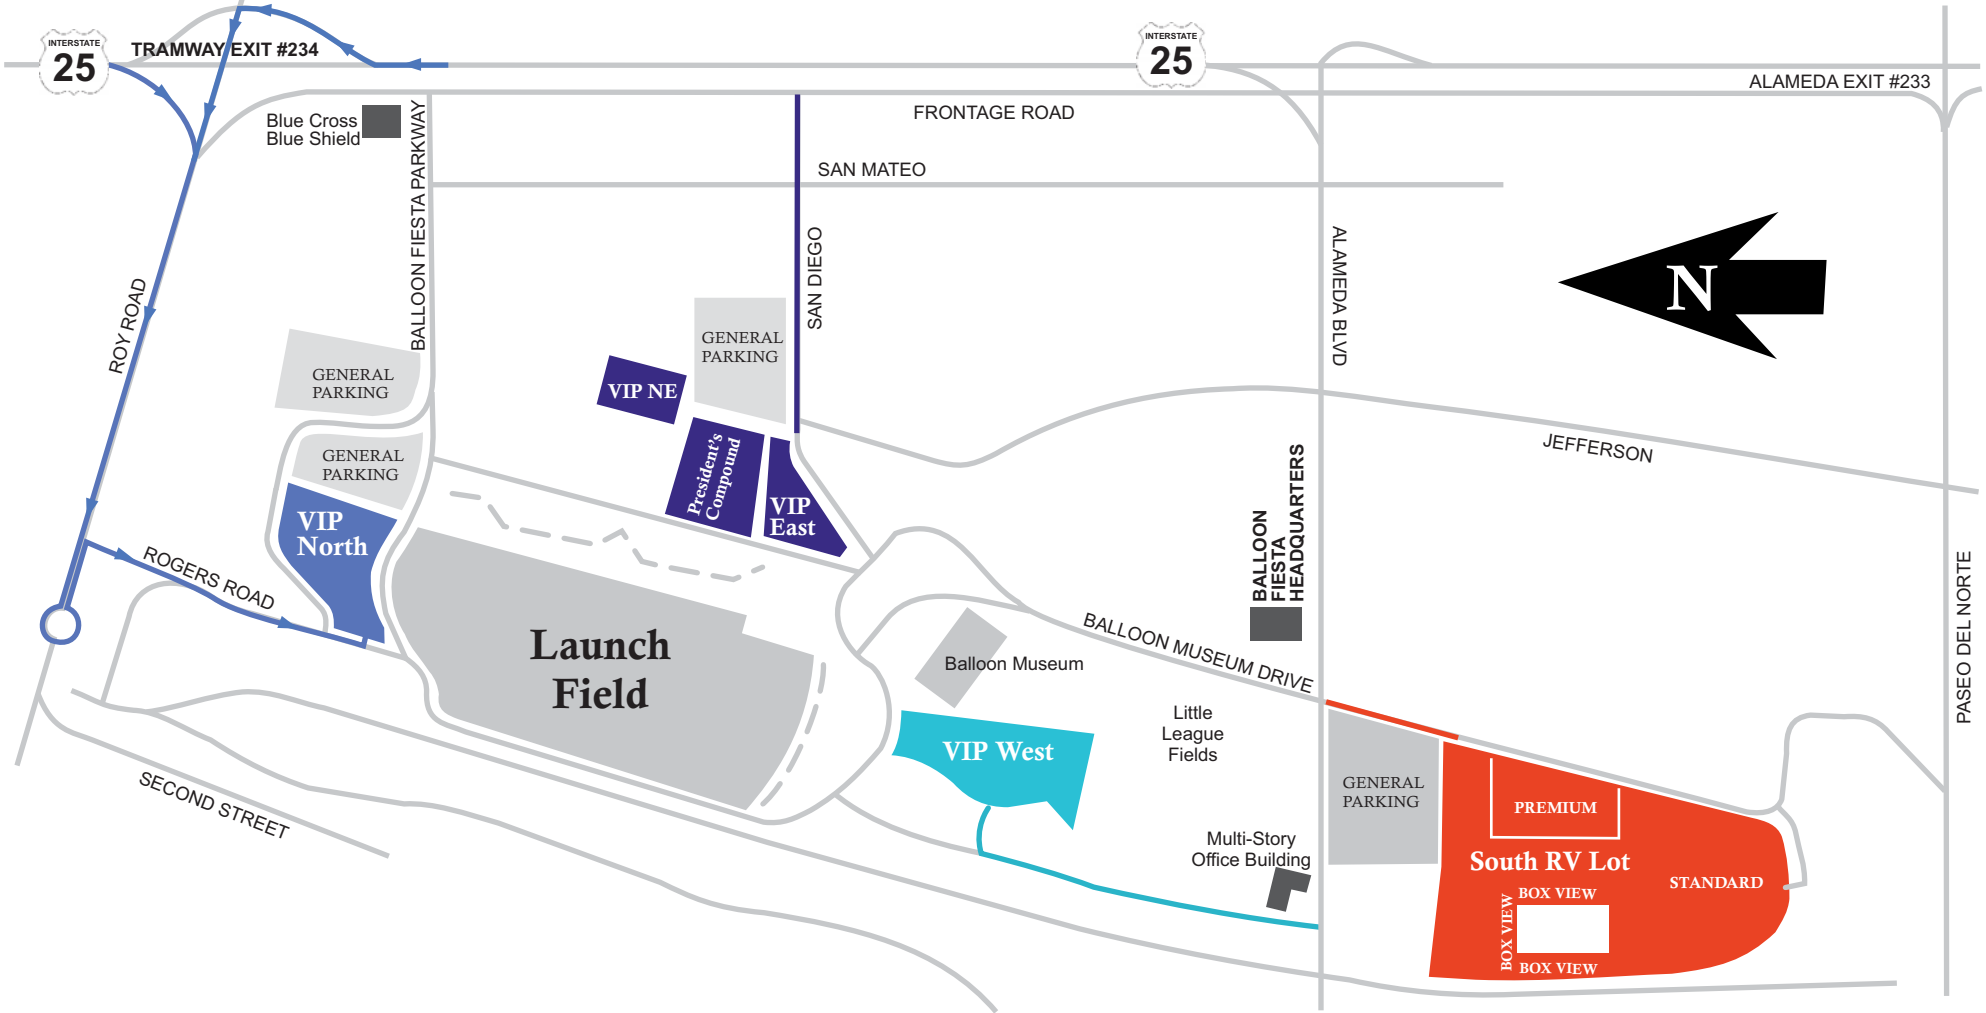 INTERSTATE
25
TRAMWAY EXIT #234
INTERSTATE
25
ALAMEDA EXIT #233
Blue Cross
Blue Shield
FRONTAGE ROAD
BALLOON FIESTA PARKWAY
SAN MATEO
SAN DIEGO
ALAMEDA BLVD
N
ROY ROAD
GENERAL
PARKING
GENERAL
PARKING
VIP NE
GENERAL
PARKING
President's
Compound
VIP
East
JEFFERSON
VIP
North
ROGERS ROAD
BALLOON
FIESTA
HEADQUARTERS
Launch
Field
Balloon Museum
BALLOON MUSEUM DRIVE
PASEO DEL NORTE
VIP West
Little
League
Fields
SECOND STREET
GENERAL
PARKING
PREMIUM
Multi-Story
Office Building
South RV Lot
STANDARD
BOX VIEW
BOX VIEW
BOX VIEW